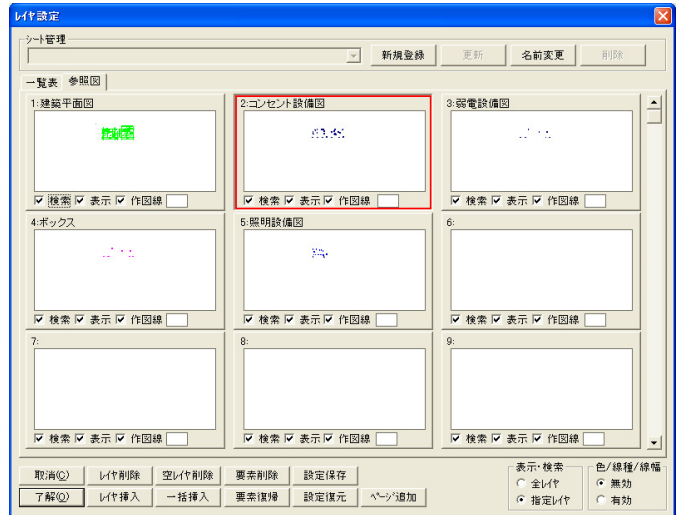 レイヤ設定
シート管理
新規登録 更新 名前変更 削除
一覧表 参照図
1:建築平面図 2:コンセント設備図 3:弱電設備図
検索 表示 作図線 検索 表示 作図線 検索 表示 作図線
4:ボックス 5:照明設備図 6:
検索 表示 作図線 検索 表示 作図線 検索 表示 作図線
7: 8: 9:
検索 表示 作図線 検索 表示 作図線 検索 表示 作図線
取消(C) レイヤ削除 空レイヤ削除 要素削除 設定保存
了解(O) レイヤ挿入 一括挿入 要素復帰 設定復元 ページ追加
表示・検索 色/線種/線幅
全レイヤ 無効
指定レイヤ 有効